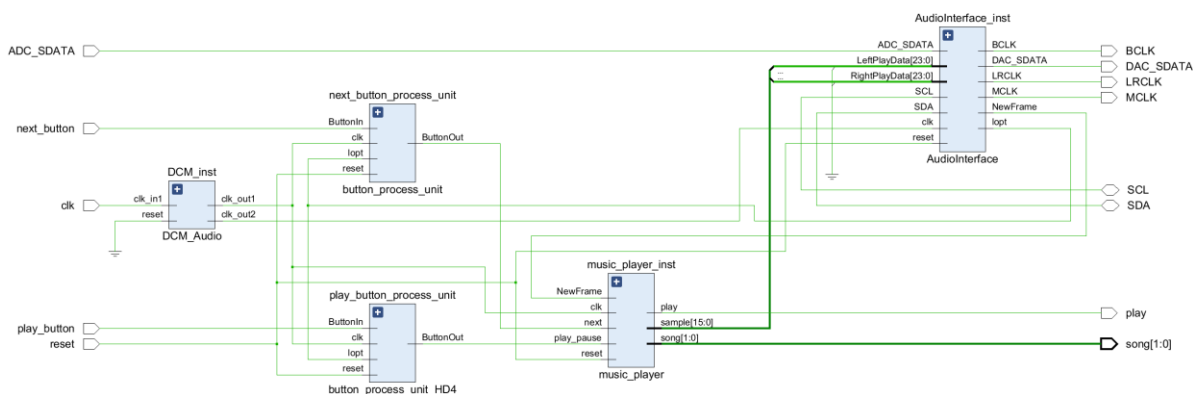 AudioInterface_inst
ADC_SDATA
ADC_SDATA
BCLK
BCLK
LeftPlayData[23:0]
DAC_SDATA
DAC_SDATA
...
RightPlayData[23:0]
LRCLK
LRCLK
...
SCL
MCLK
MCLK
SDA
NewFrame
clk
lopt
reset
AudioInterface
next_button_process_unit
next_button
ButtonIn
clk
ButtonOut
lopt
reset
button_process_unit
DCM_inst
clk
clk_in1
clk_out1
reset
clk_out2
DCM_Audio
SCL
SDA
music_player_inst
NewFrame
clk
play
play
next
sample[15:0]
play_pause
song[1:0]
song[1:0]
reset
music_player
play_button_process_unit
play_button
ButtonIn
reset
clk
ButtonOut
lopt
reset
button_process_unit_HD4